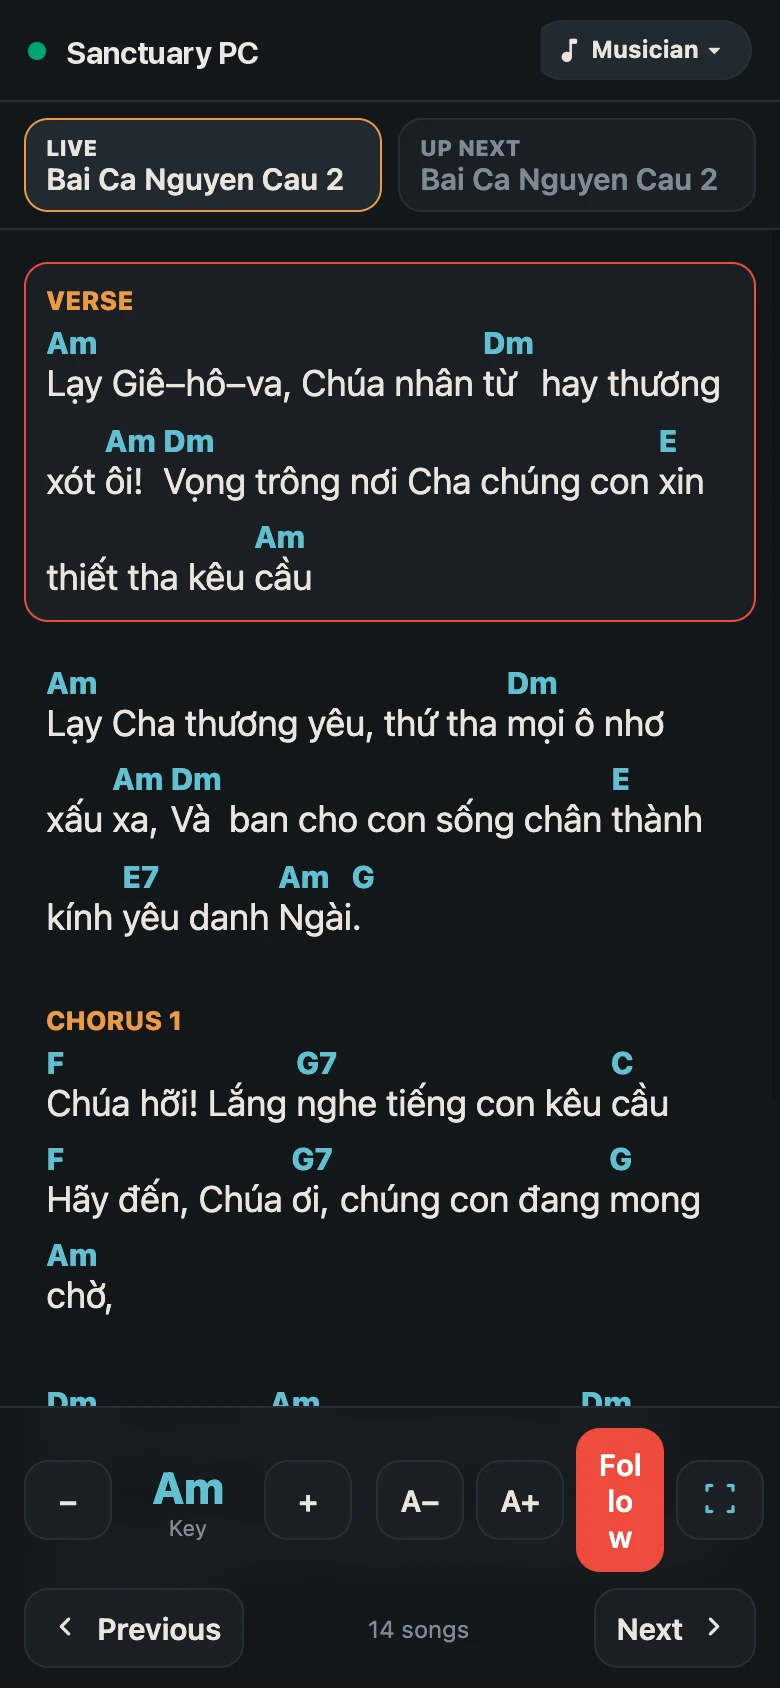 Sanctuary PC
Musician
LIVE
Bai Ca Nguyen Cau 2
UP NEXT
Bai Ca Nguyen Cau 2
VERSE
Am Dm
Lạy Giê–hô–va, Chúa nhân từ hay thương
Am Dm E
xót ôi! Vọng trông nơi Cha chúng con xin
Am
thiết tha kêu cầu
Am Dm
Lạy Cha thương yêu, thứ tha mọi ô nhơ
Am Dm E
xấu xa, Và ban cho con sống chân thành
E7 Am G
kính yêu danh Ngài.
CHORUS 1
F G7 C
Chúa hỡi! Lắng nghe tiếng con kêu cầu
F G7 G
Hãy đến, Chúa ơi, chúng con đang mong
Am
chờ,
Dm Am Dm
– Am + A– A+ Fol
lo
w
Key
Previous 14 songs Next